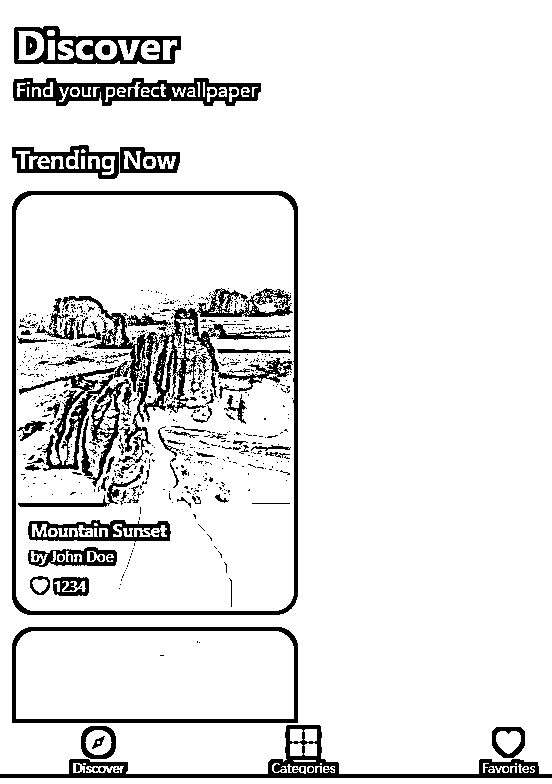 Discover
Find your perfect wallpaper
Trending Now
Mountain Sunset
by John Doe
1234
Discover
Categories
Favorites